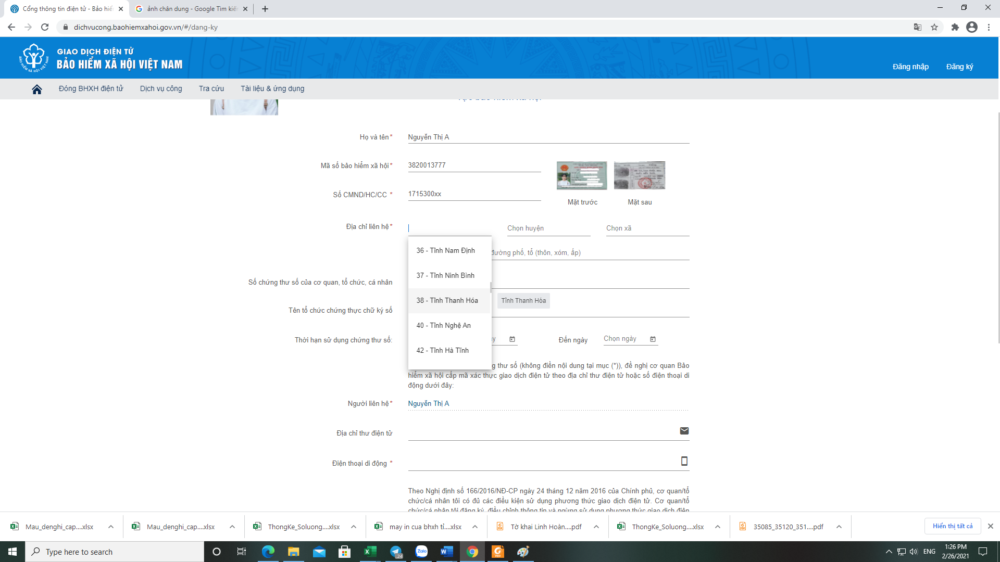 Cổng thông tin điện tử - Bảo hiể
ảnh chân dung - Google Tìm kiế
dichvucong.baohiemxahoi.gov.vn/#/dang-ky
GIAO DỊCH ĐIỆN TỬ
BẢO HIỂM XÃ HỘI VIỆT NAM
Đăng nhập
Đăng ký
Đóng BHXH điện tử
Dịch vụ công
Tra cứu
Tài liệu & ứng dụng
Họ và tên*
Nguyễn Thị A
Mã số bảo hiểm xã hội*
3820013777
Số CMND/HC/CC *
1715300xx
Mặt trước
Mặt sau
Địa chỉ liên hệ*
Chọn huyện
Chọn xã
36 - Tỉnh Nam Định
đường phố, tổ (thôn, xóm, ấp)
37 - Tỉnh Ninh Bình
Số chứng thư số của cơ quan, tổ chức, cá nhân
38 - Tỉnh Thanh Hóa
Tỉnh Thanh Hóa
Tên tổ chức chứng thực chữ ký số
40 - Tỉnh Nghệ An
Thời hạn sử dụng chứng thư số:
Đến ngày
Chọn ngày
42 - Tỉnh Hà Tĩnh
thư số (không điền nội dung tại mục (*)), đề nghị cơ quan Bảo
hiểm xã hội cấp mã xác thực giao dịch điện tử theo địa chỉ thư điện tử hoặc số điện thoại di
động dưới đây:
Người liên hệ*
Nguyễn Thị A
Địa chỉ thư điện tử
Điện thoại di động *
Theo Nghị định số 166/2016/NĐ-CP ngày 24 tháng 12 năm 2016 của Chính phủ, cơ quan/tổ
chức/cá nhân tôi có đủ các điều kiện sử dụng phương thức giao dịch điện tử. Cơ quan/tổ
chức/cá nhân tôi đăng ký, điều chỉnh thông tin và ngừng sử dụng phương thức giao dịch điện
Mau_denghi_cap....xlsx
Mau_denghi_cap....xlsx
ThongKe_Soluong....xlsx
may in cua bhxh tỉ....xlsx
Tờ khai Linh Hoàn....pdf
ThongKe_Soluong....xlsx
35085_35120_351....pdf
Hiển thị tất cả
Type here to search
Zalo
.24
ENG
1:26 PM
2/26/2021